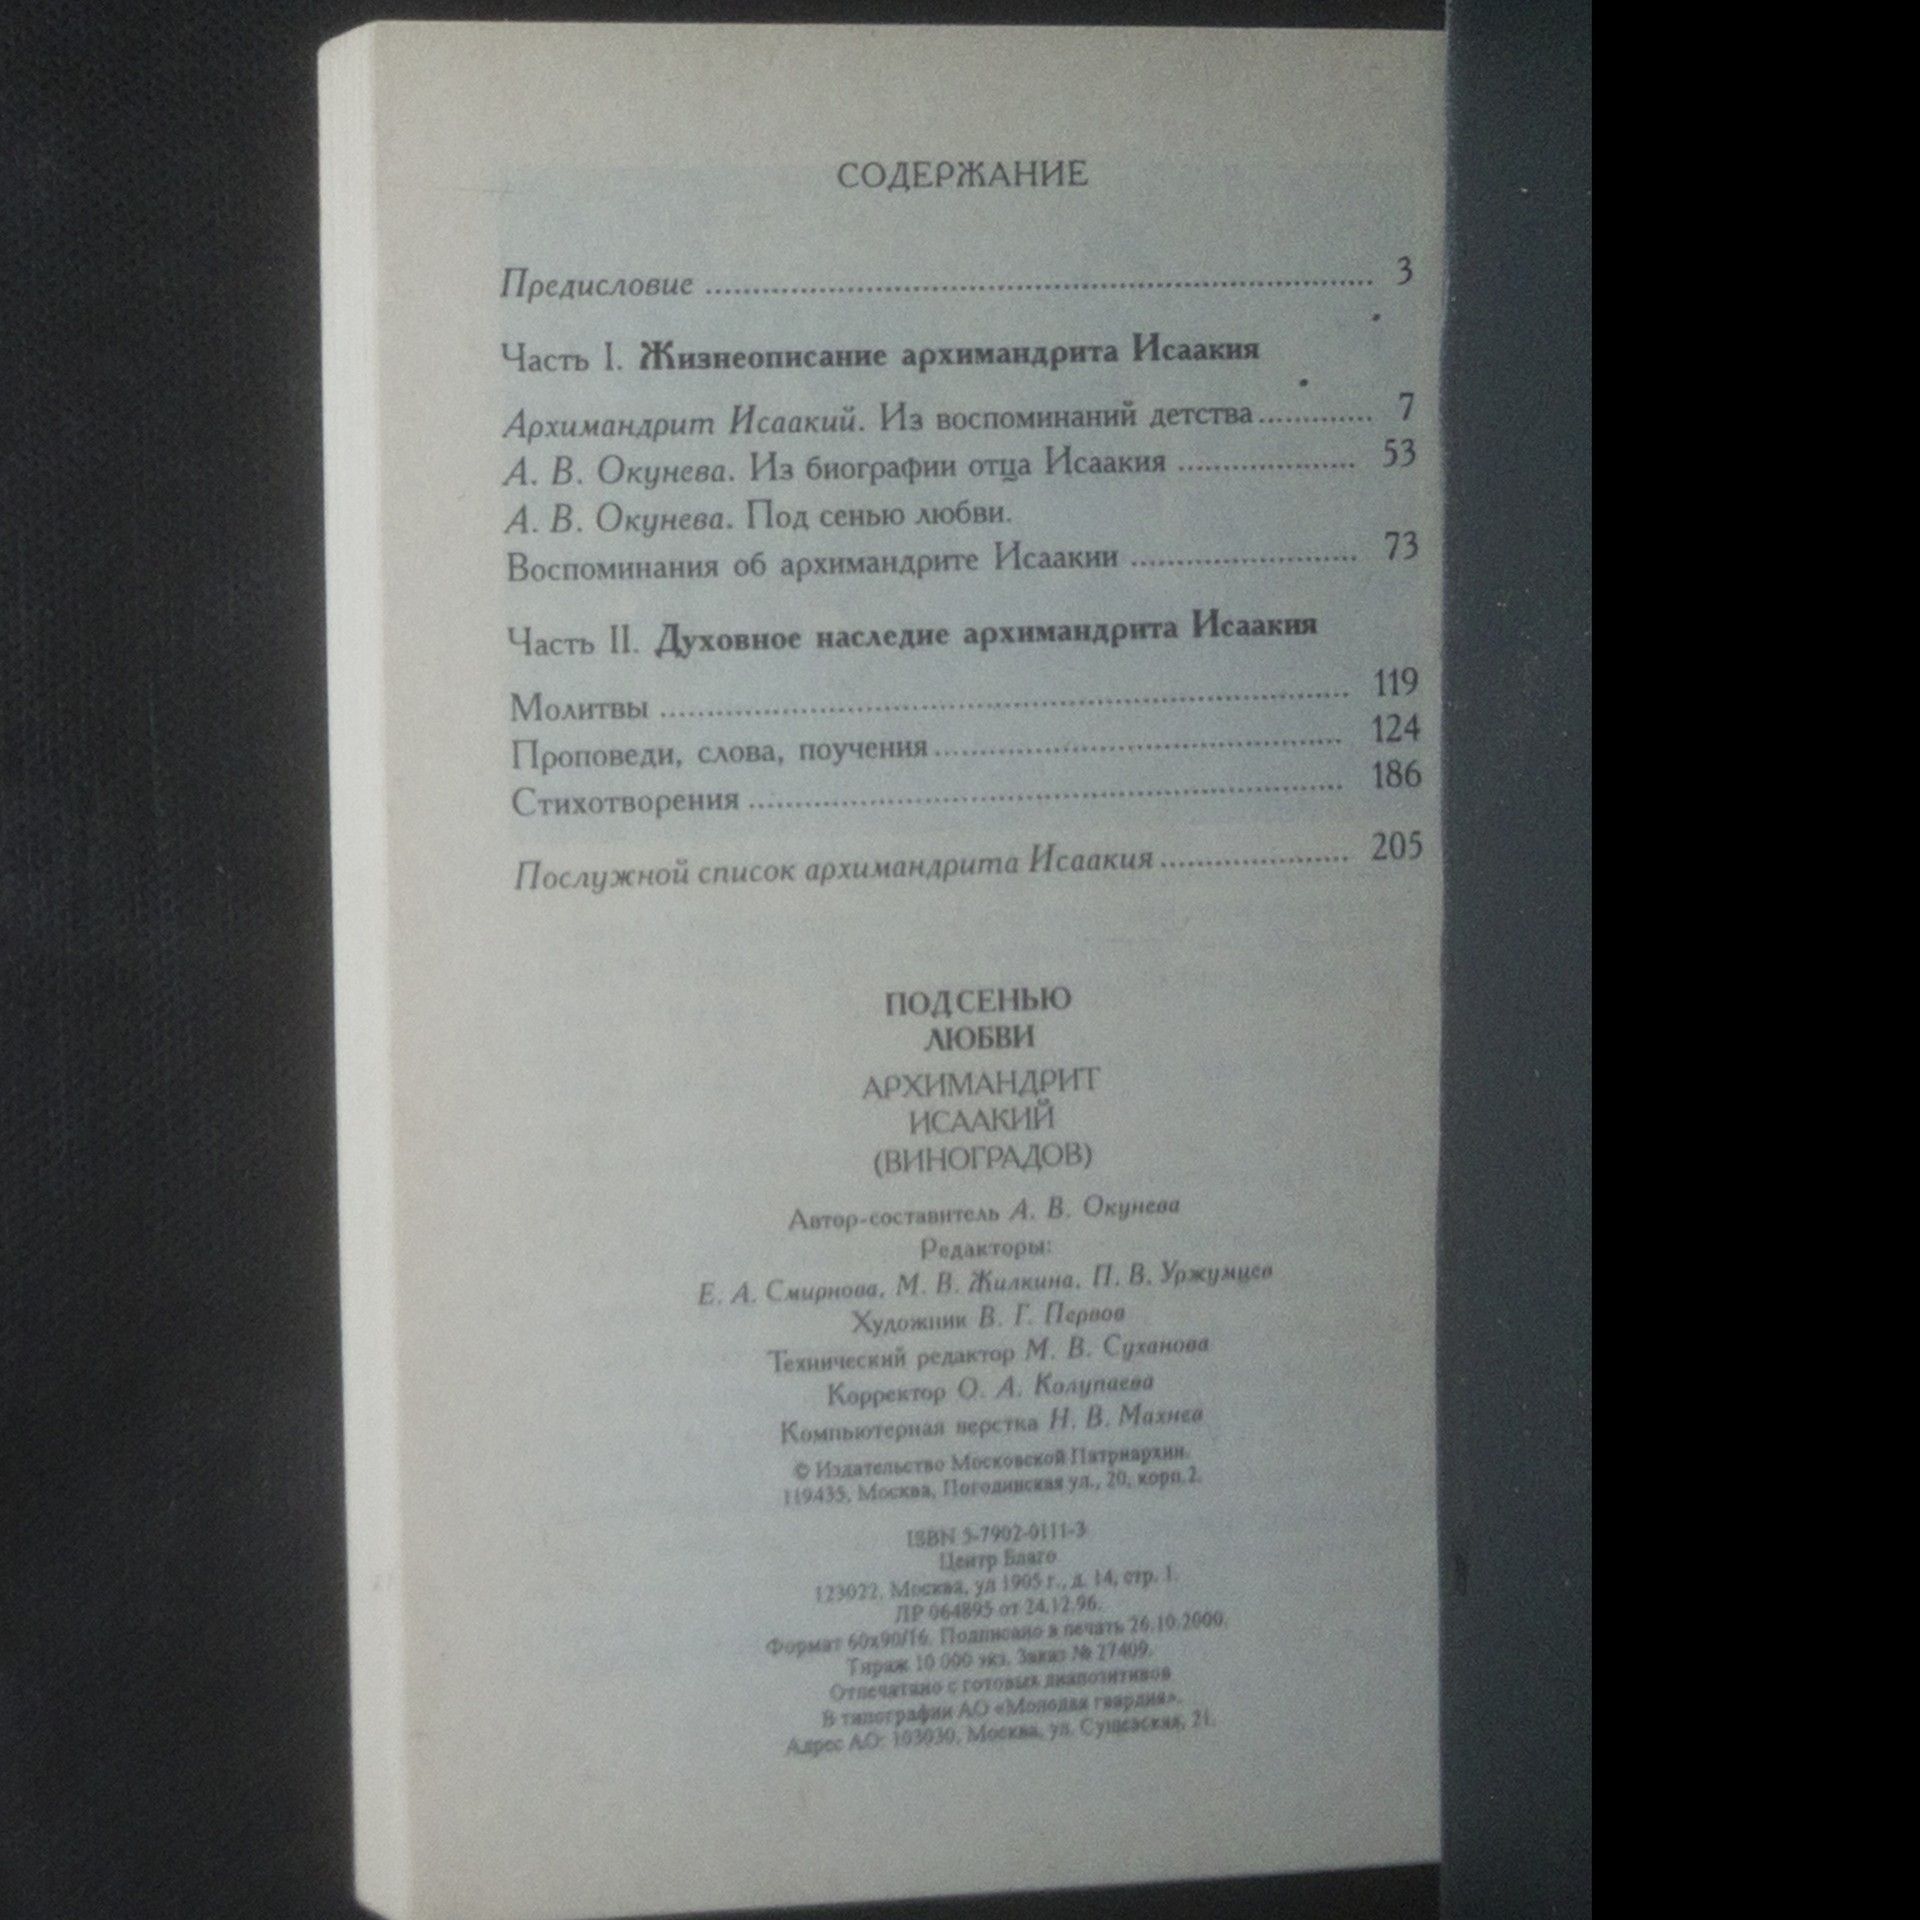 СОДЕРЖАНИЕ
Предисловие ........ 3
Часть I. Жизнеописание архимандрита Исаакия
Архимандрит Исаакий. Из воспоминаний детства ........ 7
А. В. Окунева. Из биографии отца Исаакия ........ 53
А. В. Окунева. Под сенью любви.
Воспоминания об архимандрите Исаакии ........ 73
Часть II. Духовное наследие архимандрита Исаакия
Молитвы ........ 119
Проповеди, слова, поучения ........ 124
Стихотворения ........ 186
Послужной список архимандрита Исаакия ........ 205
ПОД СЕНЬЮ
ЛЮБВИ
АРХИМАНДРИТ
ИСААКИЙ
(ВИНОГРАДОВ)
Автор-составитель А. В. Окунева
Редакторы:
Е. А. Смирнова, М. В. Жилкина, П. В. Уржумцев
Художник В. Г. Первов
Технический редактор М. В. Суханова
Корректор О. А. Колупаева
Компьютерная верстка Н. В. Махнев
© Издательство Московской Патриархии.
119435, Москва, Погодинская ул., 20, корп.2.
ISBN 5-7902-0111-3
Центр Благо
123022, Москва, ул 1905 г., д. 14, стр. 1.
ЛР 064895 от 24.12.96.
Формат 60х90/16. Подписано в печать 26.10.2000.
Тираж 10 000 экз. Заказ № 27409.
Отпечатано с готовых диапозитивов
В типографии АО «Молодая гвардия».
Адрес АО: 103030, Москва, ул. Сущевская, 21.